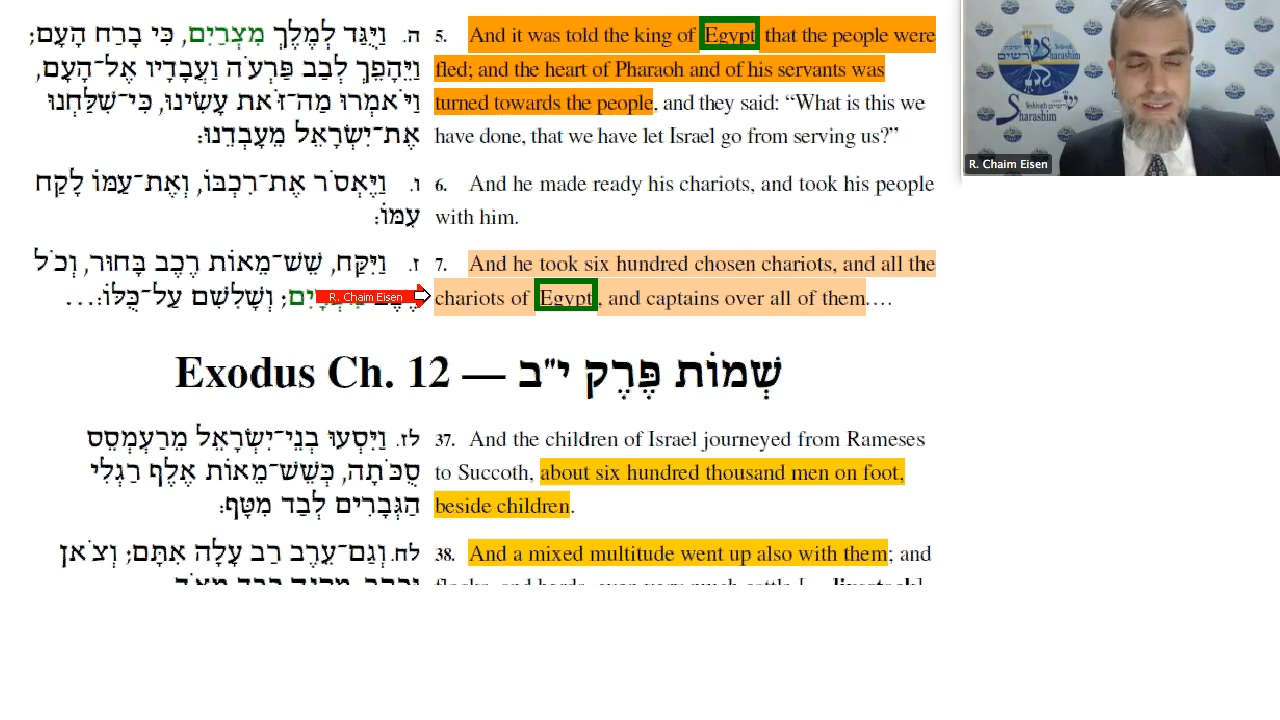 ה. וַיֻּגַּד לְמֶלֶךְ מִצְרַיִם, כִּי בָרַח הָעָם;
וַיֵּהָפֵךְ לְבַב פַּרְעֹה וַעֲבָדָיו אֶל־הָעָם,
וַיֹּאמְרוּ מַה־זֹּאת עָשִׂינוּ, כִּי־שִׁלַּחְנוּ
אֶת־יִשְׂרָאֵל מֵעָבְדֵנוּ:
ו. וַיֶּאְסֹר אֶת־רִכְבּוֹ, וְאֶת־עַמּוֹ לָקַח
עִמּוֹ:
ז. וַיִּקַּח, שֵׁשׁ־מֵאוֹת רֶכֶב בָּחוּר, וְכֹל
וְשָׁלִשִׁם עַל־כֻּלּוֹ:...
5. And it was told the king of Egypt that the people were
fled; and the heart of Pharaoh and of his servants was
turned towards the people, and they said: “What is this we
have done, that we have let Israel go from serving us?”
6. And he made ready his chariots, and took his people
with him.
7. And he took six hundred chosen chariots, and all the
chariots of Egypt, and captains over all of them....
R. Chaim Eisen
Exodus Ch. 12 — שְׁמוֹת פֶּרֶק י"ב
לז. וַיִּסְעוּ בְנֵי־יִשְׂרָאֵל מֵרַעְמְסֵס
סֻכֹּתָה, כְּשֵׁשׁ־מֵאוֹת אֶלֶף רַגְלִי
הַגְּבָרִים לְבַד מִטָּף:
לח. וְגַם־עֵרֶב רַב עָלָה אִתָּם; וְצֹאן
37. And the children of Israel journeyed from Rameses
to Succoth, about six hundred thousand men on foot,
beside children.
38. And a mixed multitude went up also with them; and
Yeshivath
Sharashim
R. Chaim Eisen